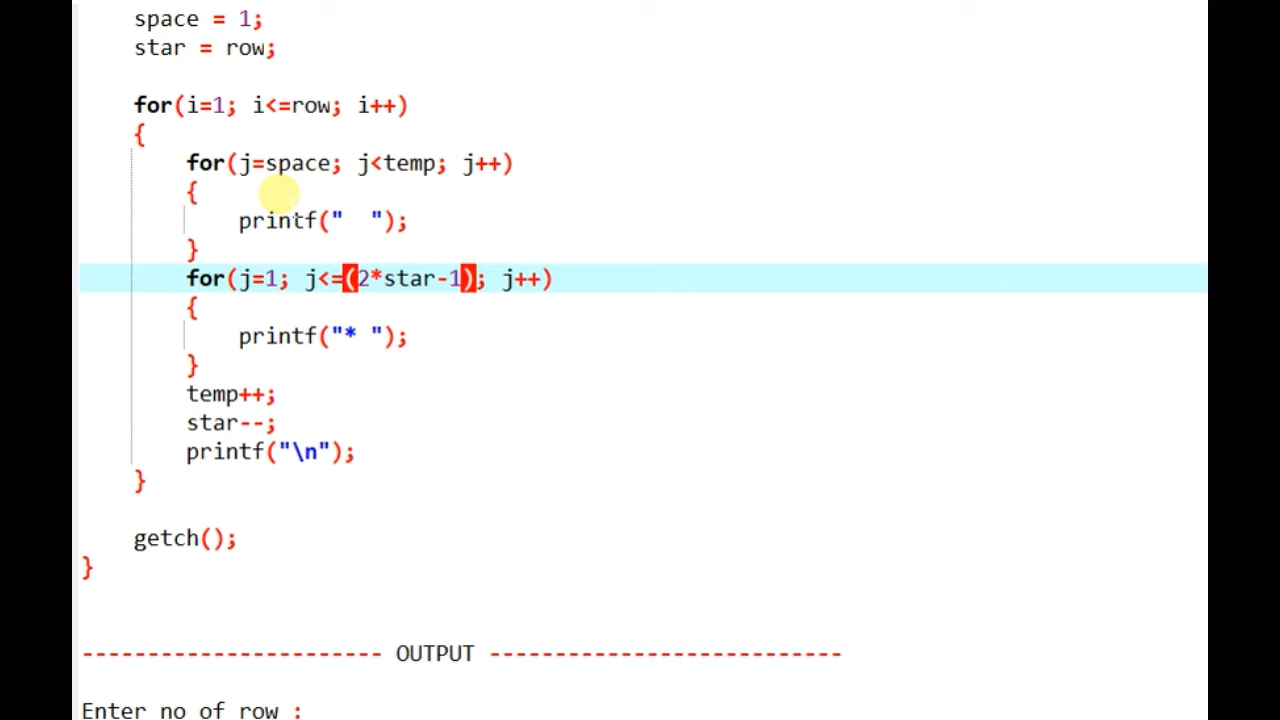 space = 1;
star = row;
for(i=1; i<=row; i++)
{
for(j=space; j<temp; j++)
{
printf("  ");
}
for(j=1; j<=(2*star-1); j++)
{
printf("* ");
}
temp++;
star--;
printf("\n");
}
getch();
}
----------------------- OUTPUT ---------------------------
Enter no of row :